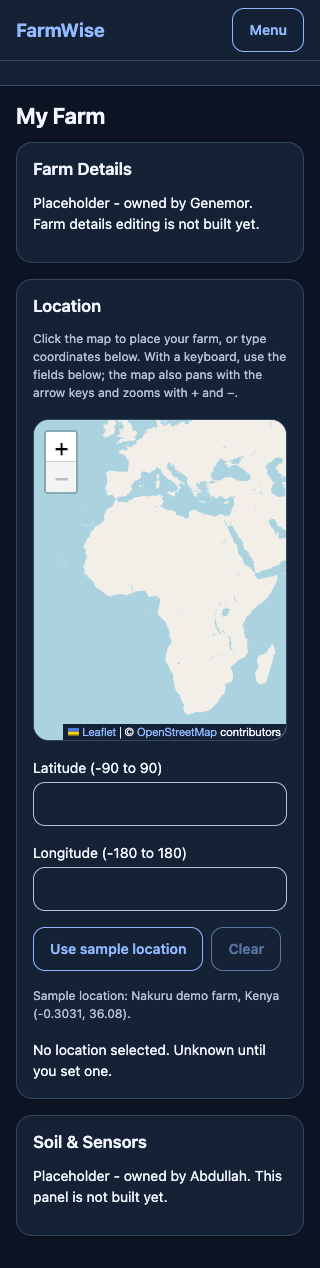 FarmWise
Menu
My Farm
Farm Details
Placeholder - owned by Genemor.
Farm details editing is not built yet.
Location
Click the map to place your farm, or type
coordinates below. With a keyboard, use the
fields below; the map also pans with the
arrow keys and zooms with + and −.
+
−
Leaflet | © OpenStreetMap contributors
Latitude (-90 to 90)
Longitude (-180 to 180)
Use sample location
Clear
Sample location: Nakuru demo farm, Kenya
(-0.3031, 36.08).
No location selected. Unknown until
you set one.
Soil & Sensors
Placeholder - owned by Abdullah. This
panel is not built yet.